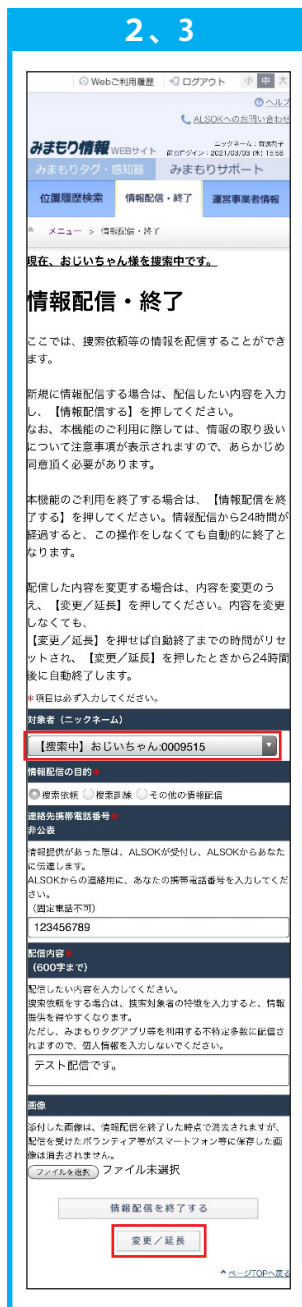 2、3
Webご利用履歴 ログアウト 小 中 大
ヘルプ
ALSOKへのお問い合わせ
みまもり情報 WEBサイト
前回ログイン：2021/03/03 (水) 15:58
みまもりタグ・感知器 みまもりサポート
位置履歴検索 情報配信・終了 運営事業者情報
メニュー > 情報配信・終了
現在、おじいちゃん様を捜索中です。
情報配信・終了
ここでは、捜索依頼等の情報を配信することができ
ます。
新規に情報配信する場合は、配信したい内容を入力
し、【情報配信する】を押してください。
なお、本機能のご利用に際しては、情報の取り扱い
について注意事項が表示されますので、あらかじめ
同意頂く必要があります。
本機能のご利用を終了する場合は、【情報配信を終
了する】を押してください。情報配信から24時間が
経過すると、この操作をしなくても自動的に終了と
なります。
配信した内容を変更する場合は、内容を変更のう
え、【変更／延長】を押してください。内容を変更
しなくても、
【変更／延長】を押せば自動終了までの時間がリセ
ットされ、【変更／延長】を押したときから24時間
後に自動終了します。
*項目は必ず入力してください。
対象者（ニックネーム）
【捜索中】おじいちゃん:0009515
情報配信の目的*
捜索依頼 捜索訓練 その他の情報配信
連絡先携帯電話番号*
非公表
情報提供があった際は、ALSOKが受付し、ALSOKからあなた
に伝達します。
ALSOKからの連絡用に、あなたの携帯電話番号を入力してくだ
さい。
（固定電話不可）
123456789
配信内容*
（600字まで）
配信したい内容を入力してください。
捜索依頼をする場合は、捜索対象者の特徴を入力すると、情報
提供を得やすくなります。
ただし、みまもりタグアプリ等を利用する不特定多数に配信さ
れますので、個人情報を入力しないでください。
テスト配信です。
画像
添付した画像は、情報配信を終了した時点で消去されますが、
配信を受けたボランティア等がスマートフォン等に保存した画
像は消去されません。
ファイルを選択 ファイル未選択
情報配信を終了する
変更／延長
^ページTOPへ戻る